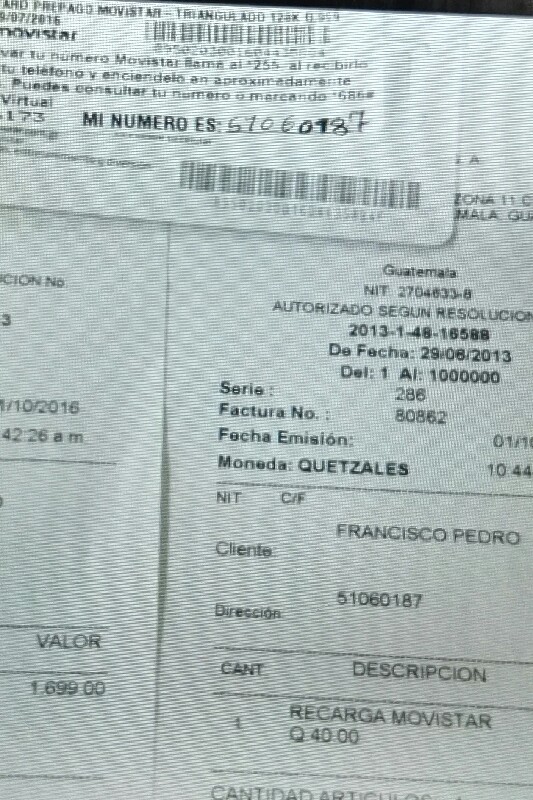 ARD PREPAGO MOVISTAR - TRIANGULADO 128K
9/07/2016
movistar
var tu numero Movistar llama al *255 al recibirlo
tu telefono y enciendelo an aproximadamente
. Puedes consultar tu numero o marcando *686#
Virtual
-173 MI NUMERO ES: 51060187
ZONA 11 C
MALA, GU
Guatemala
NIT: 2704633-8
AUTORIZADO SEGUN RESOLUCION
2013-1-48-16588
De Fecha: 29/06/2013
Del: 1 Al: 1000000
Serie : 286
Factura No. : 80862
Fecha Emisión: 01/10
Moneda: QUETZALES 10:44
NIT C/F
Cliente FRANCISCO PEDRO
Dirección 51060187
CANT. DESCRIPCION
1 RECARGA MOVISTAR
Q 40.00
CANTIDAD ARTICULOS
CION No.
3
1/10/2016
42:26 a m
VALOR
1,699.00